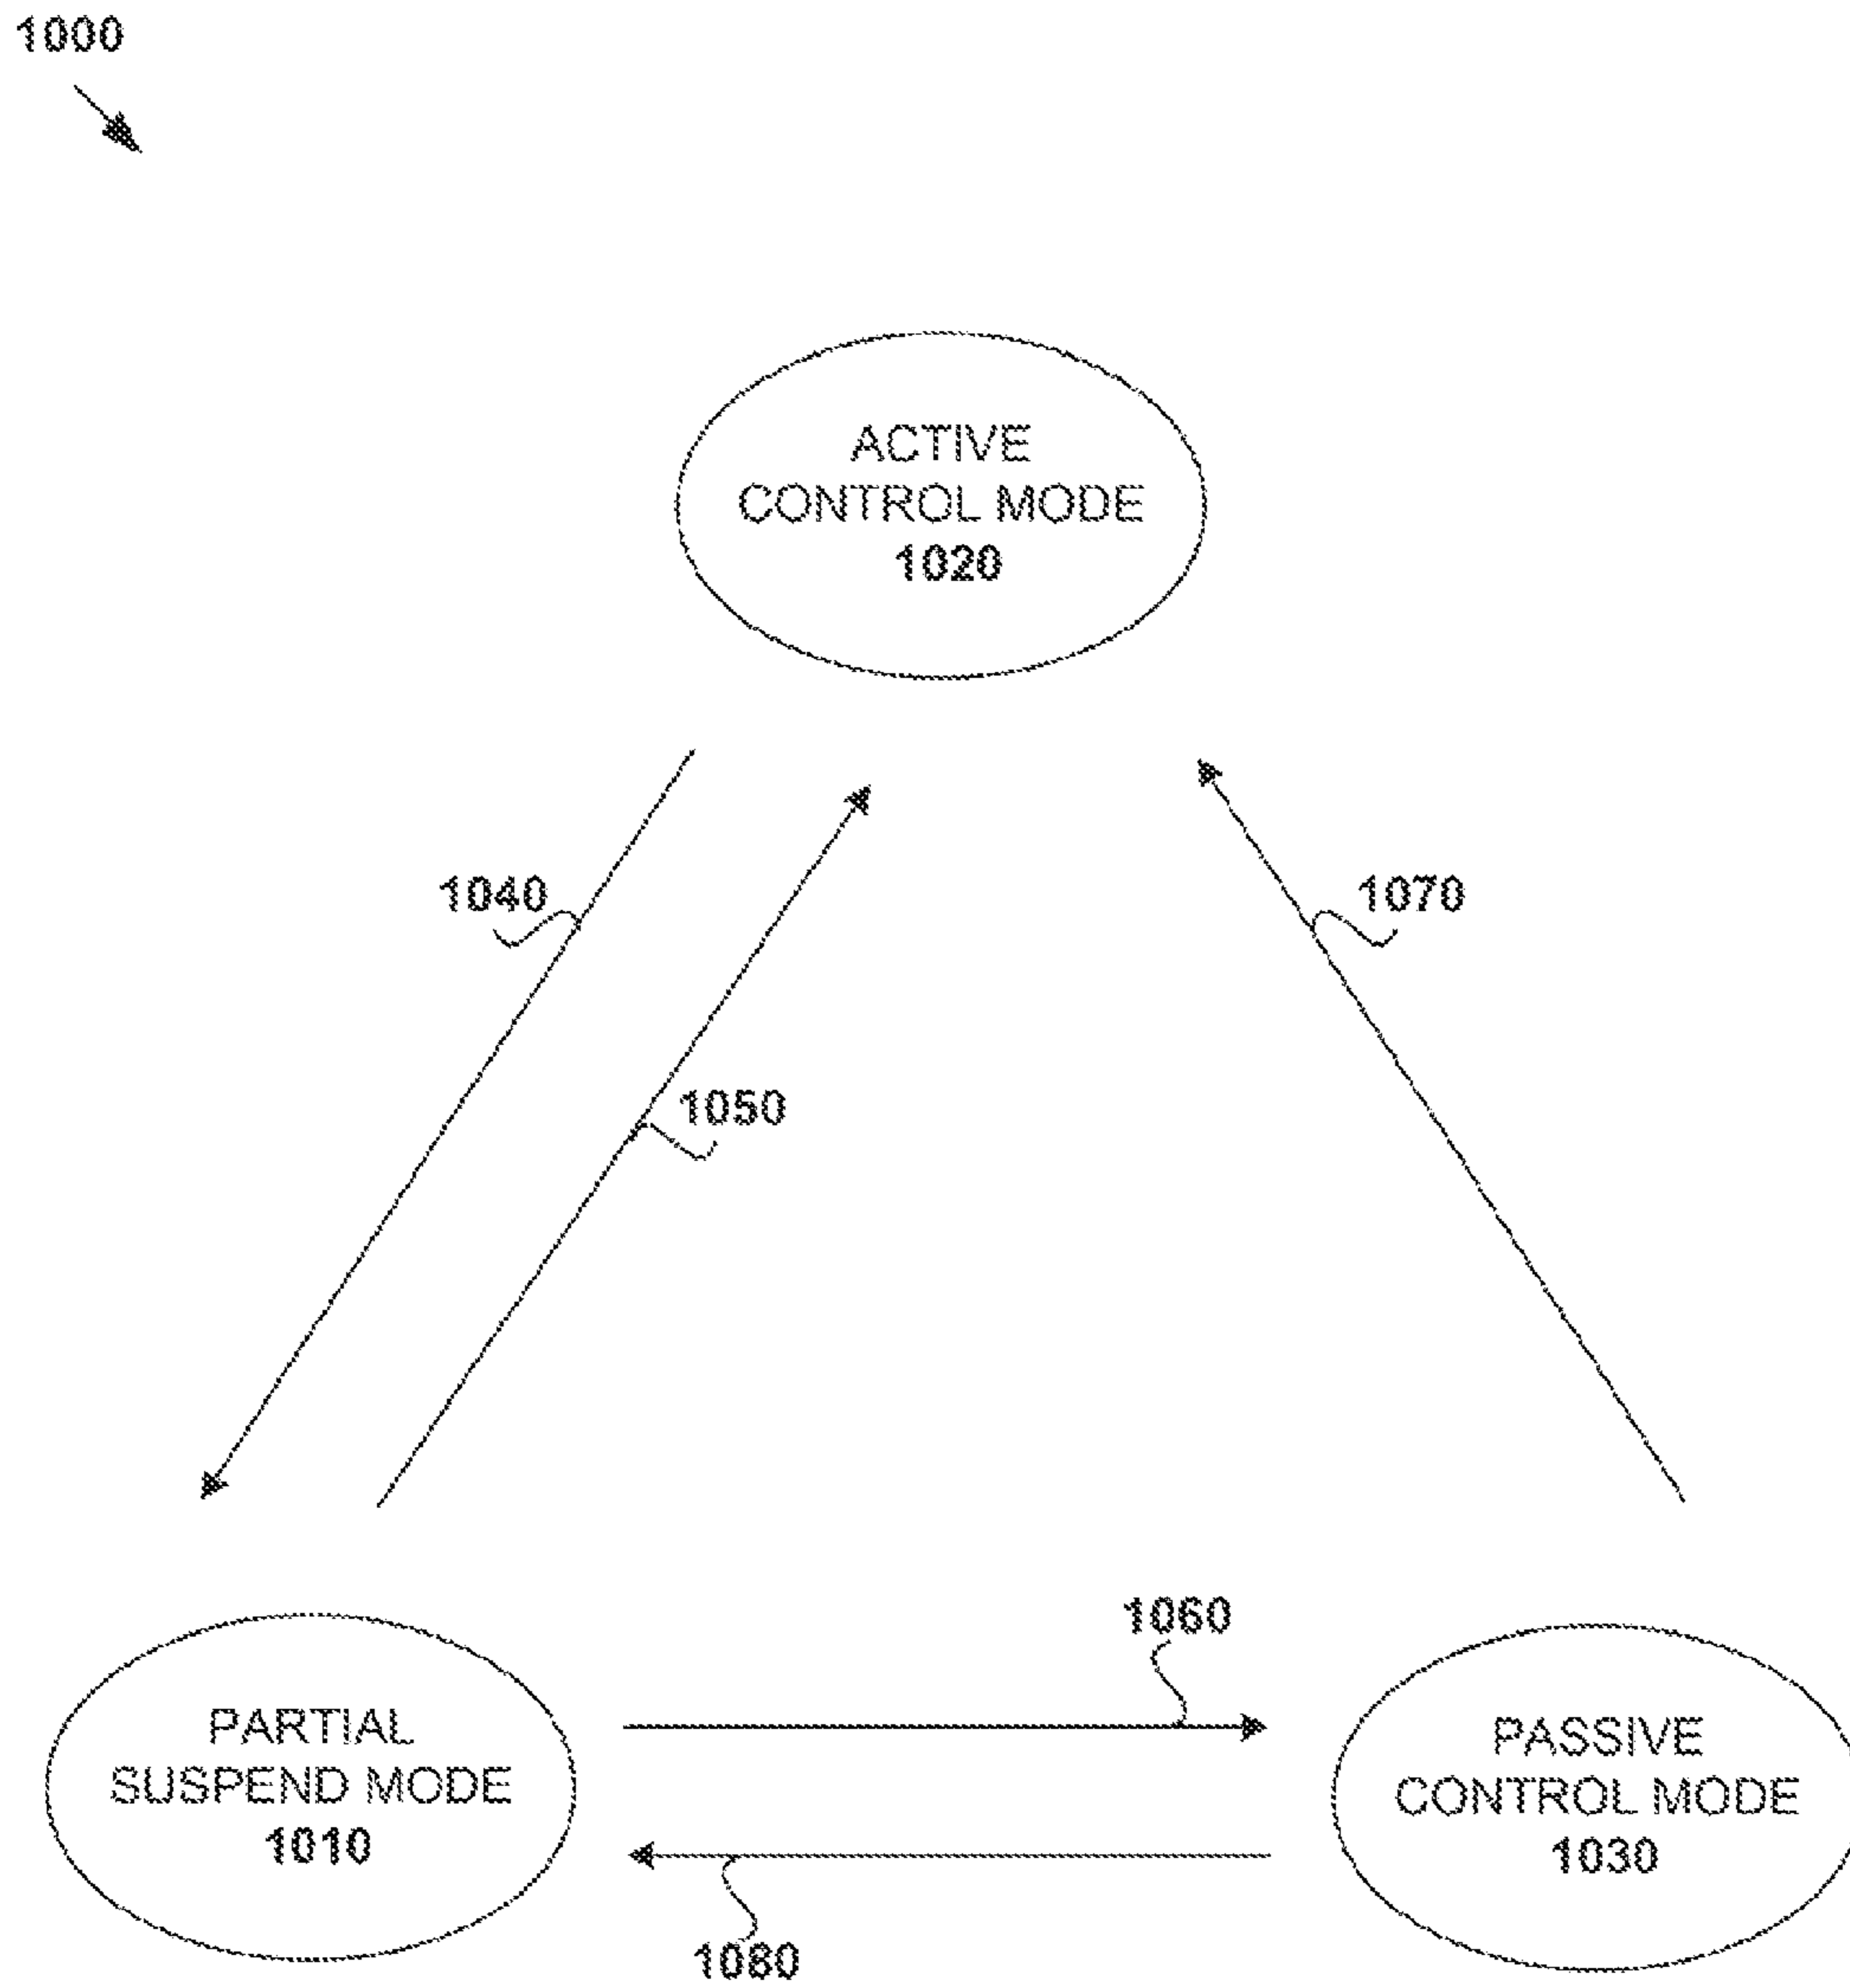 1000
ACTIVE
CONTROL MODE
1020
1040
1070
1050
1060
PARTIAL
SUSPEND MODE
1010
PASSIVE
CONTROL MODE
1030
1080